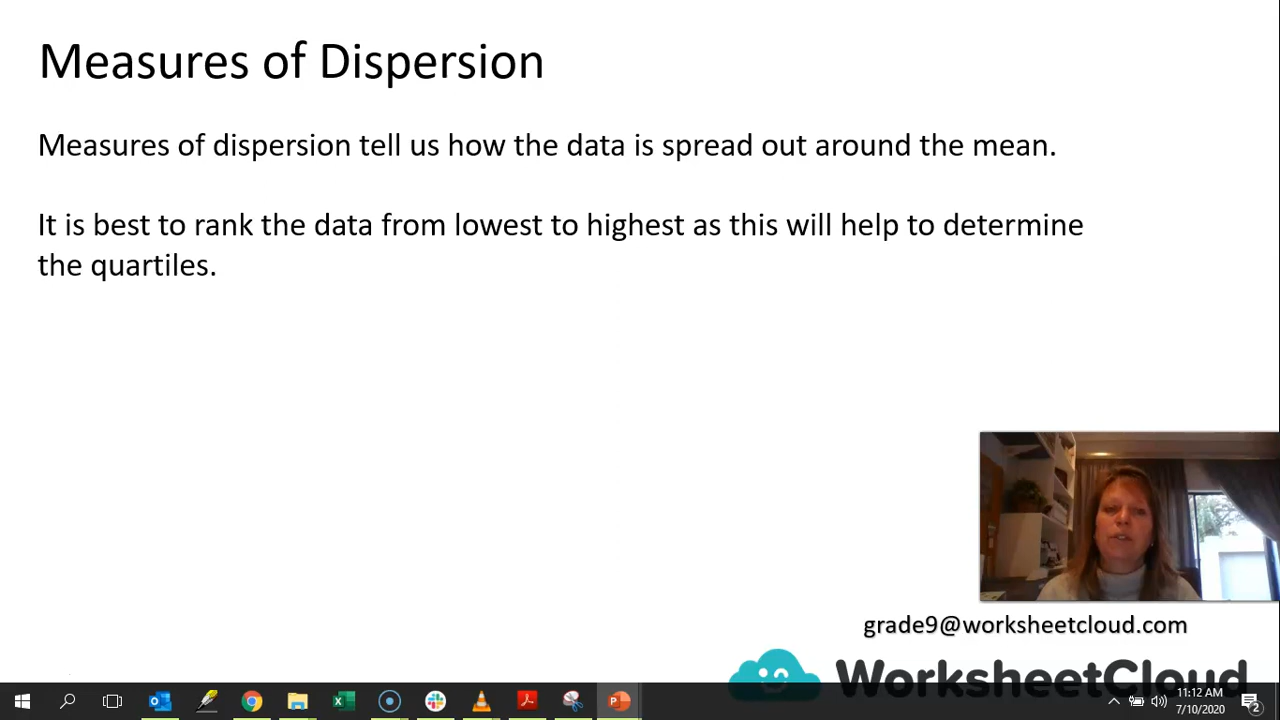 Measures of Dispersion
Measures of dispersion tell us how the data is spread out around the mean.
It is best to rank the data from lowest to highest as this will help to determine
the quartiles.
grade9@worksheetcloud.com
WorksheetCloud
11:12 AM
7/10/2020
2